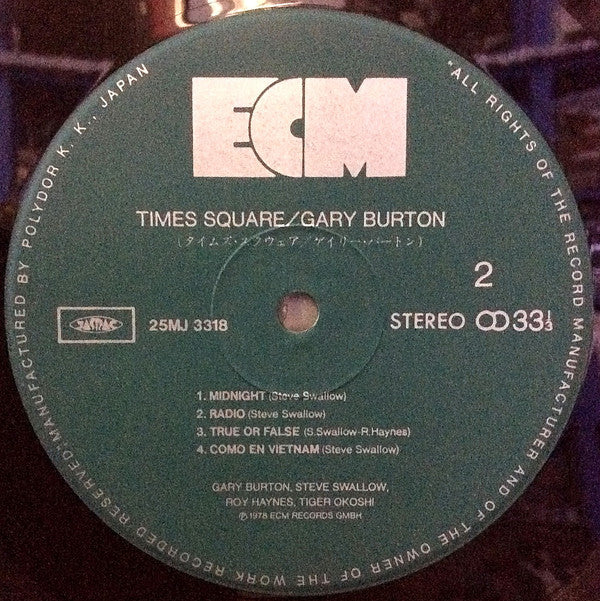 ECM
TIMES SQUARE/GARY BURTON
(タイムズ・スクウェア/ゲイリー・バートン)
2
JASRAC
25MJ 3318
STEREO 33⅓
1. MIDNIGHT (Steve Swallow)
2. RADIO (Steve Swallow)
3. TRUE OR FALSE (S.Swallow-R.Haynes)
4. COMO EN VIETNAM (Steve Swallow)
GARY BURTON, STEVE SWALLOW,
ROY HAYNES, TIGER OKOSHI
℗1978 ECM RECORDS GMBH
"ALL RIGHTS OF THE RECORD MANUFACTURER AND OF THE OWNER OF THE WORK RECORDED RESERVED/MANUFACTURED BY POLYDOR K. K., JAPAN